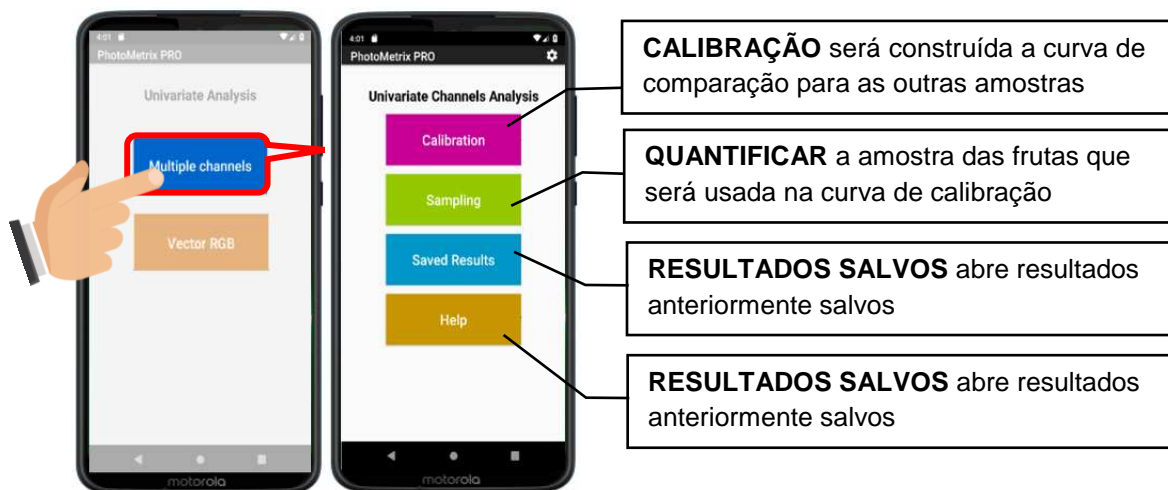 4:01
PhotoMetrix PRO
Univariate Analysis
Multiple channels
Vector RGB
motorola
4:01
PhotoMetrix PRO
Univariate Channels Analysis
Calibration
Sampling
Saved Results
Help
motorola
CALIBRAÇÃO será construída a curva de
comparação para as outras amostras
QUANTIFICAR a amostra das frutas que
será usada na curva de calibração
RESULTADOS SALVOS abre resultados
anteriormente salvos
RESULTADOS SALVOS abre resultados
anteriormente salvos